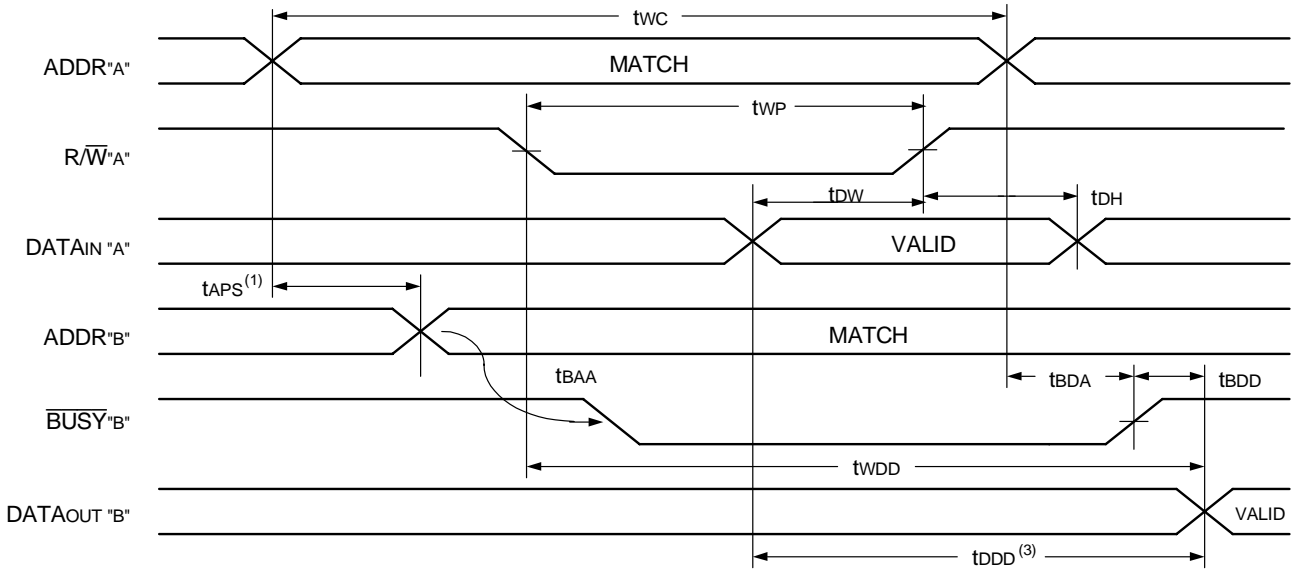 tWC
ADDR"A"
MATCH
tWP
R/W̅"A"
tDW
tDH
DATAIN "A"
VALID
tAPS(1)
ADDR"B"
MATCH
tBAA
tBDA
tBDD
B̅U̅S̅Y̅"B"
tWDD
DATAOUT "B"
VALID
tDDD(3)